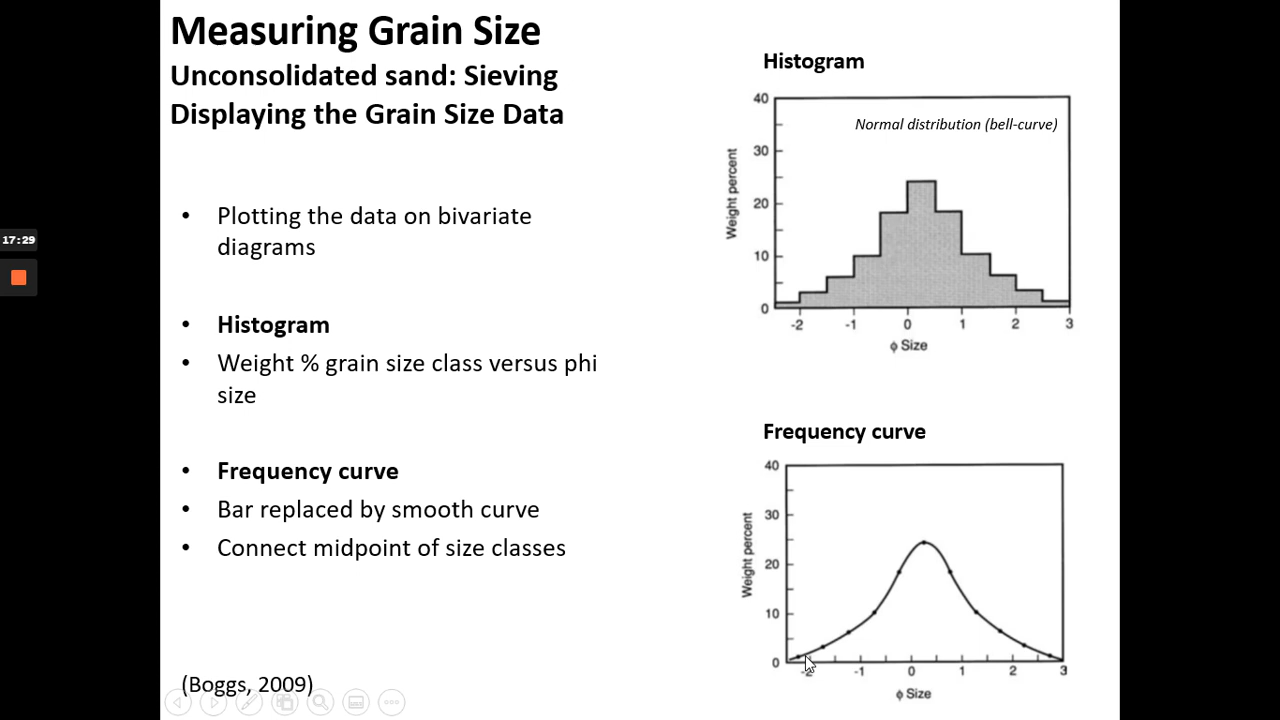 Measuring Grain Size
Unconsolidated sand: Sieving
Displaying the Grain Size Data
• Plotting the data on bivariate
diagrams
• Histogram
• Weight % grain size class versus phi
size
• Frequency curve
• Bar replaced by smooth curve
• Connect midpoint of size classes
(Boggs, 2009)
17:29
Histogram
Normal distribution (bell-curve)
Weight percent
40
30
20
10
0
-2 -1 0 1 2 3
ϕ Size
Frequency curve
Weight percent
40
30
20
10
0
-2 -1 0 1 2 3
ϕ Size